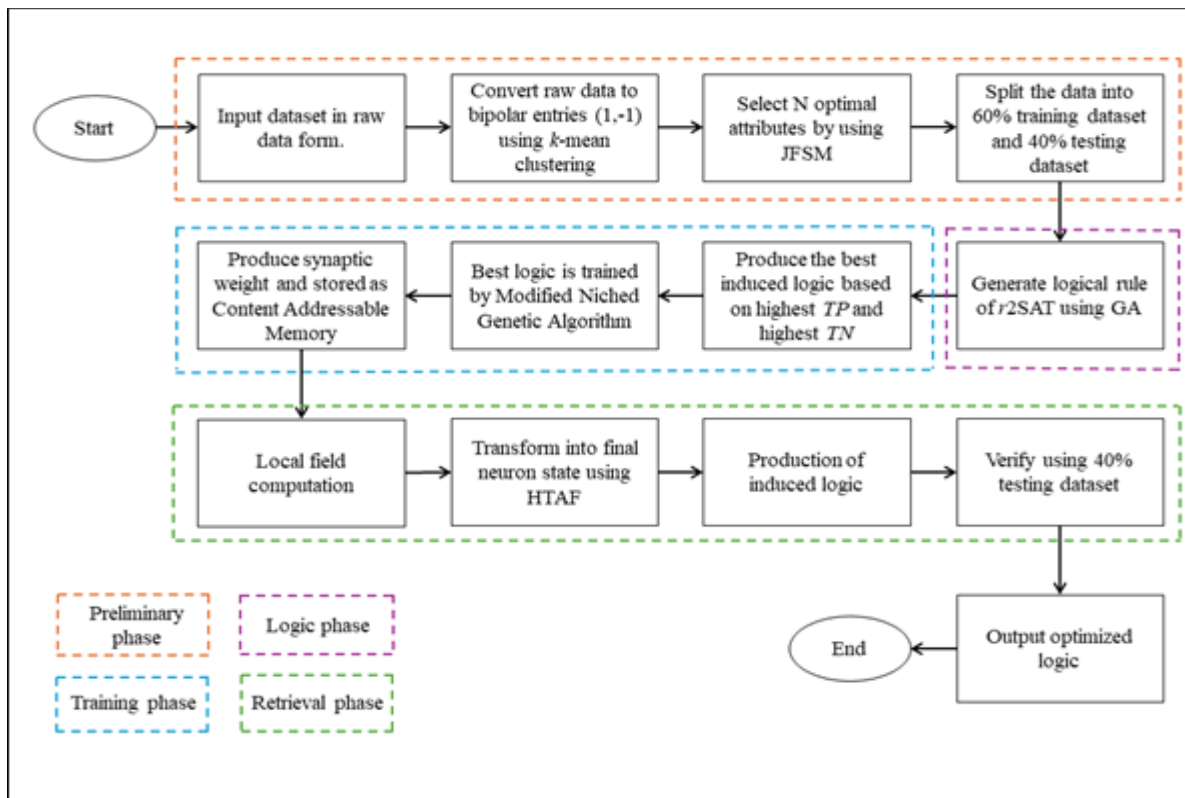 Start
Input dataset in raw
data form.
Convert raw data to
bipolar entries (1,-1)
using k-mean
clustering
Select N optimal
attributes by using
JFSM
Split the data into
60% training dataset
and 40% testing
dataset
Generate logical rule
of r2SAT using GA
Produce the best
induced logic based
on highest TP and
highest TN
Best logic is trained
by Modified Niched
Genetic Algorithm
Produce synaptic
weight and stored as
Content Addressable
Memory
Local field
computation
Transform into final
neuron state using
HTAF
Production of
induced logic
Verify using 40%
testing dataset
Output optimized
logic
End
Preliminary
phase
Logic phase
Training phase
Retrieval phase